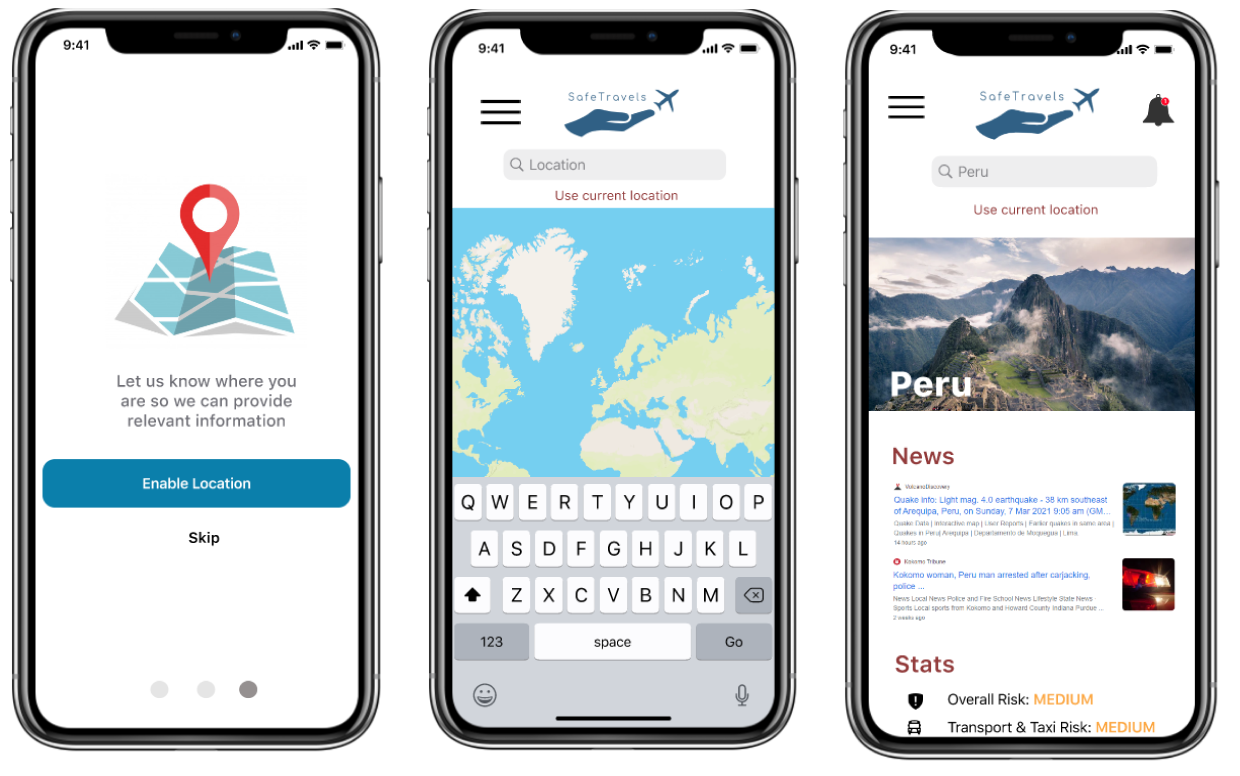 9:41
Let us know where you
are so we can provide
relevant information
Enable Location
Skip
9:41
SafeTravels
Location
Use current location
Q W E R T Y U I O P
A S D F G H J K L
Z X C V B N M
123 space Go
9:41
SafeTravels
1
Peru
Use current location
Peru
News
VolcanoDiscovery
Quake Info: Light mag. 4.0 earthquake - 38 km southeast
of Arequipa, Peru, on Sunday, 7 Mar 2021 9:05 am (GM...
Quake Data | Interactive map | User Reports | Earlier quakes in same area |
Quakes in Peru| Arequipa | Departamento de Moquegua | Lima.
14 hours ago
Kokomo Tribune
Kokomo woman, Peru man arrested after carjacking,
police ...
News Local News Police and Fire School News Lifestyle State News ·
Sports Local sports from Kokomo and Howard County Indiana Purdue ...
2 weeks ago
Stats
Overall Risk: MEDIUM
Transport & Taxi Risk: MEDIUM